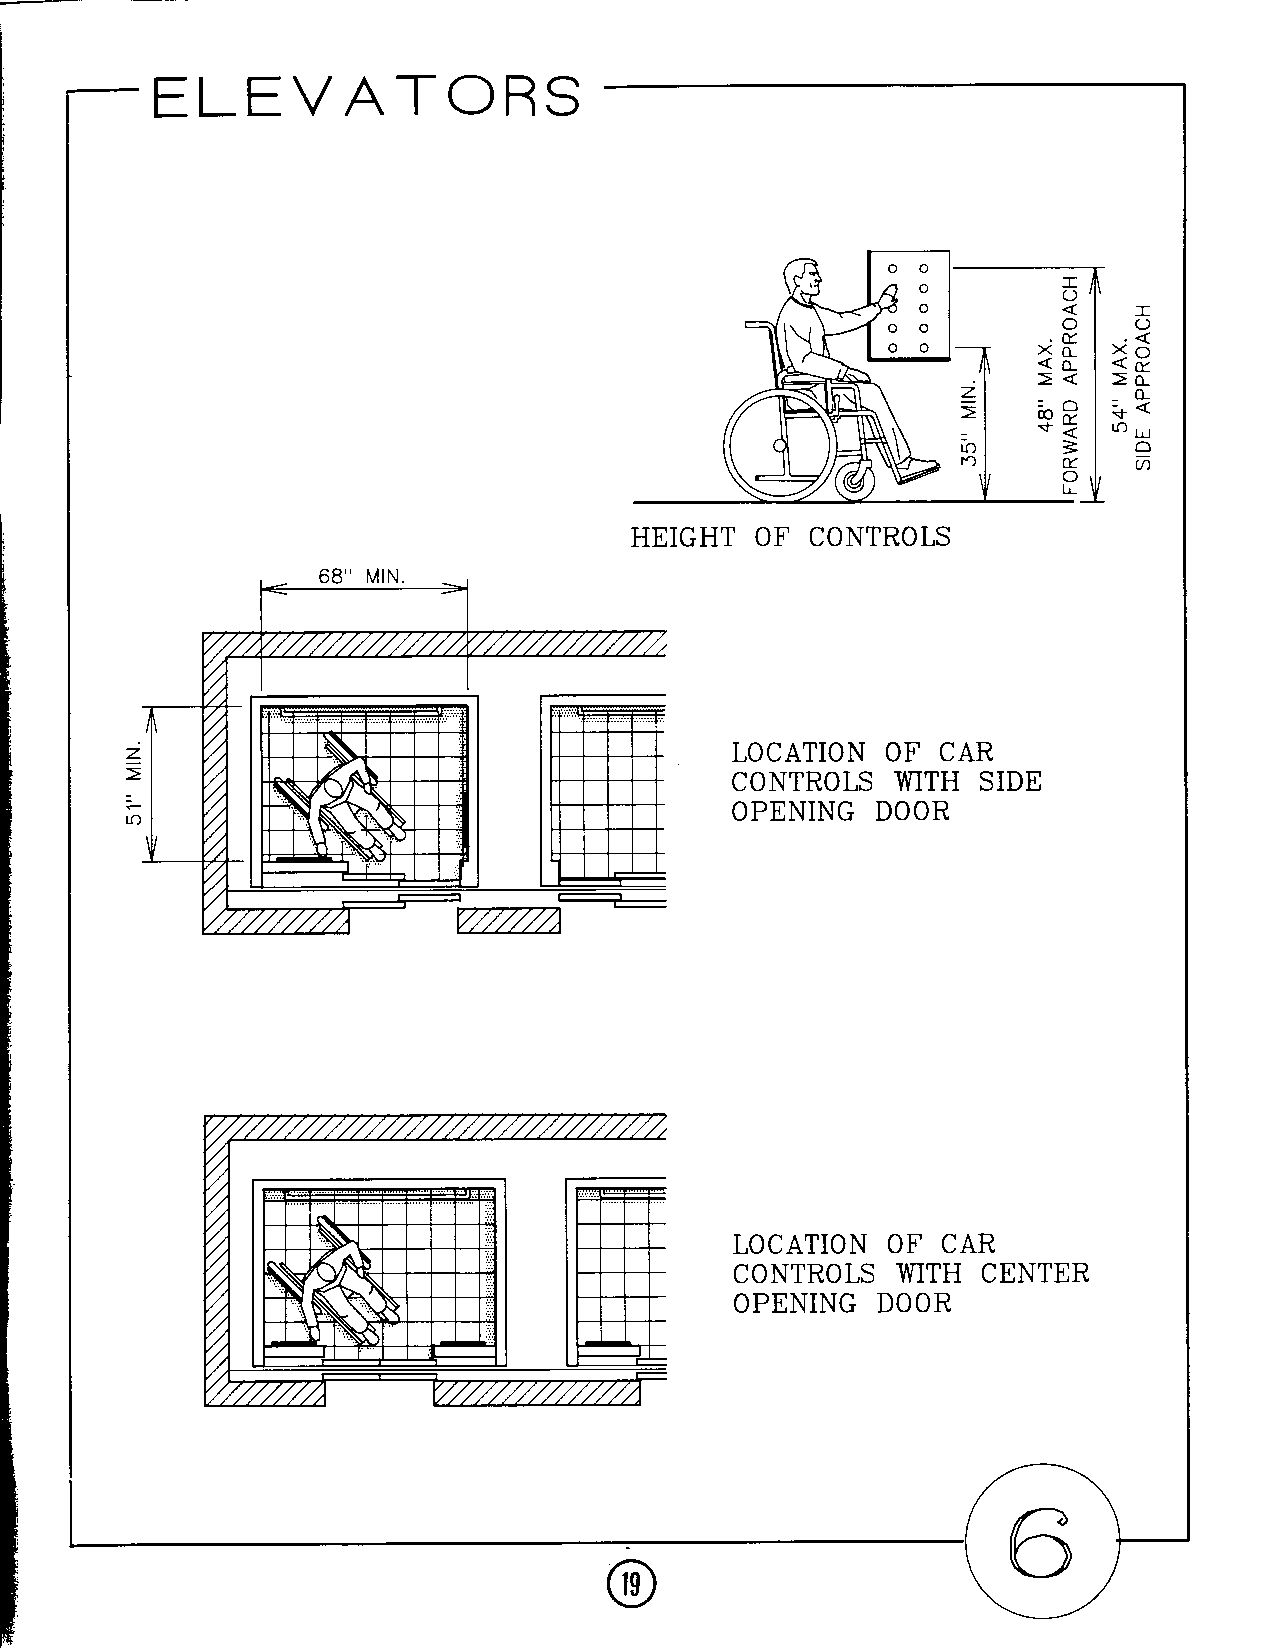 ELEVATORS
35" MIN.
48" MAX.
FORWARD APPROACH
54" MAX.
SIDE APPROACH
HEIGHT OF CONTROLS
68" MIN.
51" MIN.
LOCATION OF CAR
CONTROLS WITH SIDE
OPENING DOOR
LOCATION OF CAR
CONTROLS WITH CENTER
OPENING DOOR
6
19